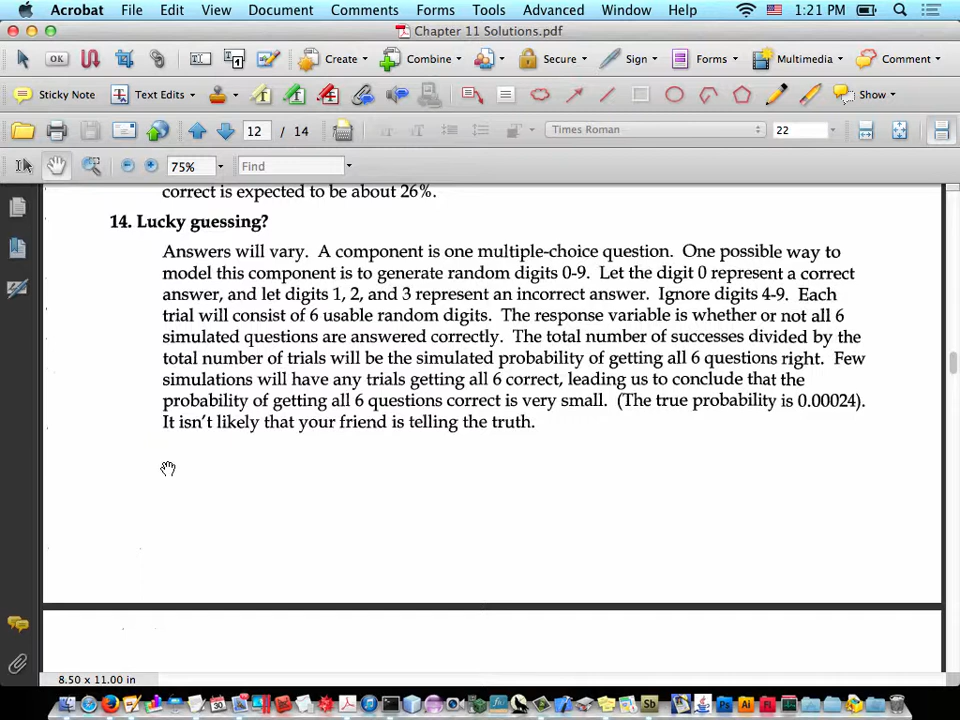 Acrobat File Edit View Document Comments Forms Tools Advanced Window Help 1:21 PM
Chapter 11 Solutions.pdf
OK Create Combine Secure Sign Forms Multimedia Comment
Sticky Note Text Edits Show
12 / 14 Times Roman 22
75% Find
correct is expected to be about 26%.
14. Lucky guessing?
Answers will vary. A component is one multiple-choice question. One possible way to
model this component is to generate random digits 0-9. Let the digit 0 represent a correct
answer, and let digits 1, 2, and 3 represent an incorrect answer. Ignore digits 4-9. Each
trial will consist of 6 usable random digits. The response variable is whether or not all 6
simulated questions are answered correctly. The total number of successes divided by the
total number of trials will be the simulated probability of getting all 6 questions right. Few
simulations will have any trials getting all 6 correct, leading us to conclude that the
probability of getting all 6 questions correct is very small. (The true probability is 0.00024).
It isn't likely that your friend is telling the truth.
8.50 x 11.00 in
30 Sb Ps Ai FL